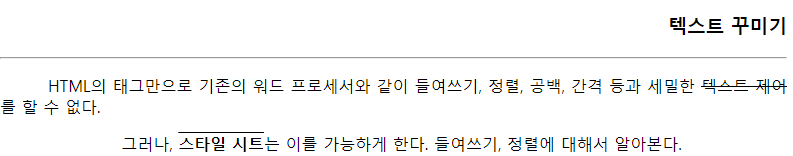 텍스트 꾸미기
HTML의 태그만으로 기존의 워드 프로세서와 같이 들여쓰기, 정렬, 공백, 간격 등과 세밀한 텍스트 제어
를 할 수 없다.
그러나, 스타일 시트는 이를 가능하게 한다. 들여쓰기, 정렬에 대해서 알아본다.